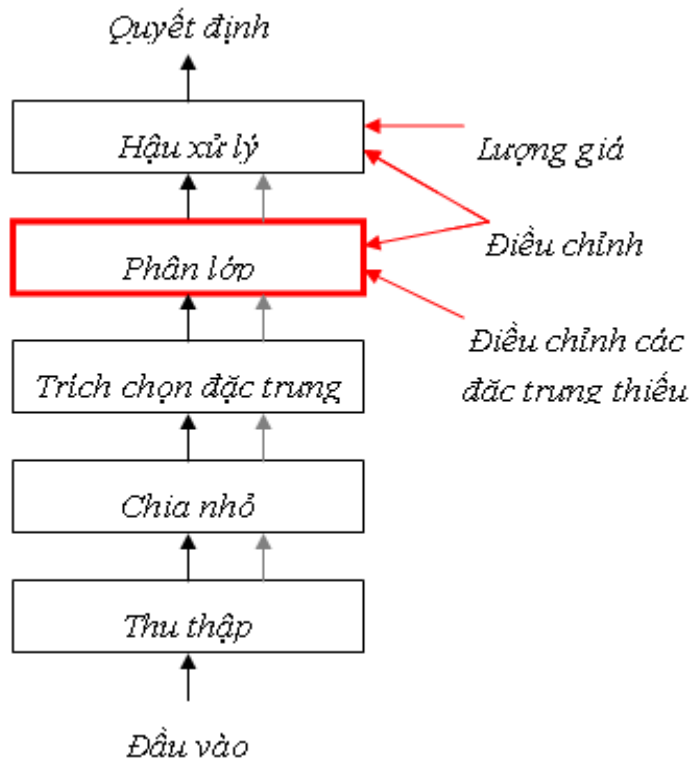 Quyết định
Hậu xử lý
Lượng giá
Phân lớp
Điều chỉnh
Trích chọn đặc trưng
Điều chỉnh các
đặc trưng thiếu
Chia nhỏ
Thu thập
Đầu vào